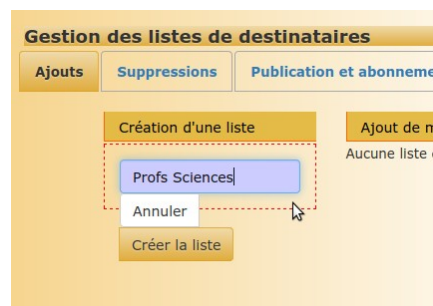 Gestion des listes de destinataires
Ajouts Suppressions Publication et abonneme
Création d'une liste Ajout de m
Aucune liste
Profs Sciences
Annuler
Créer la liste